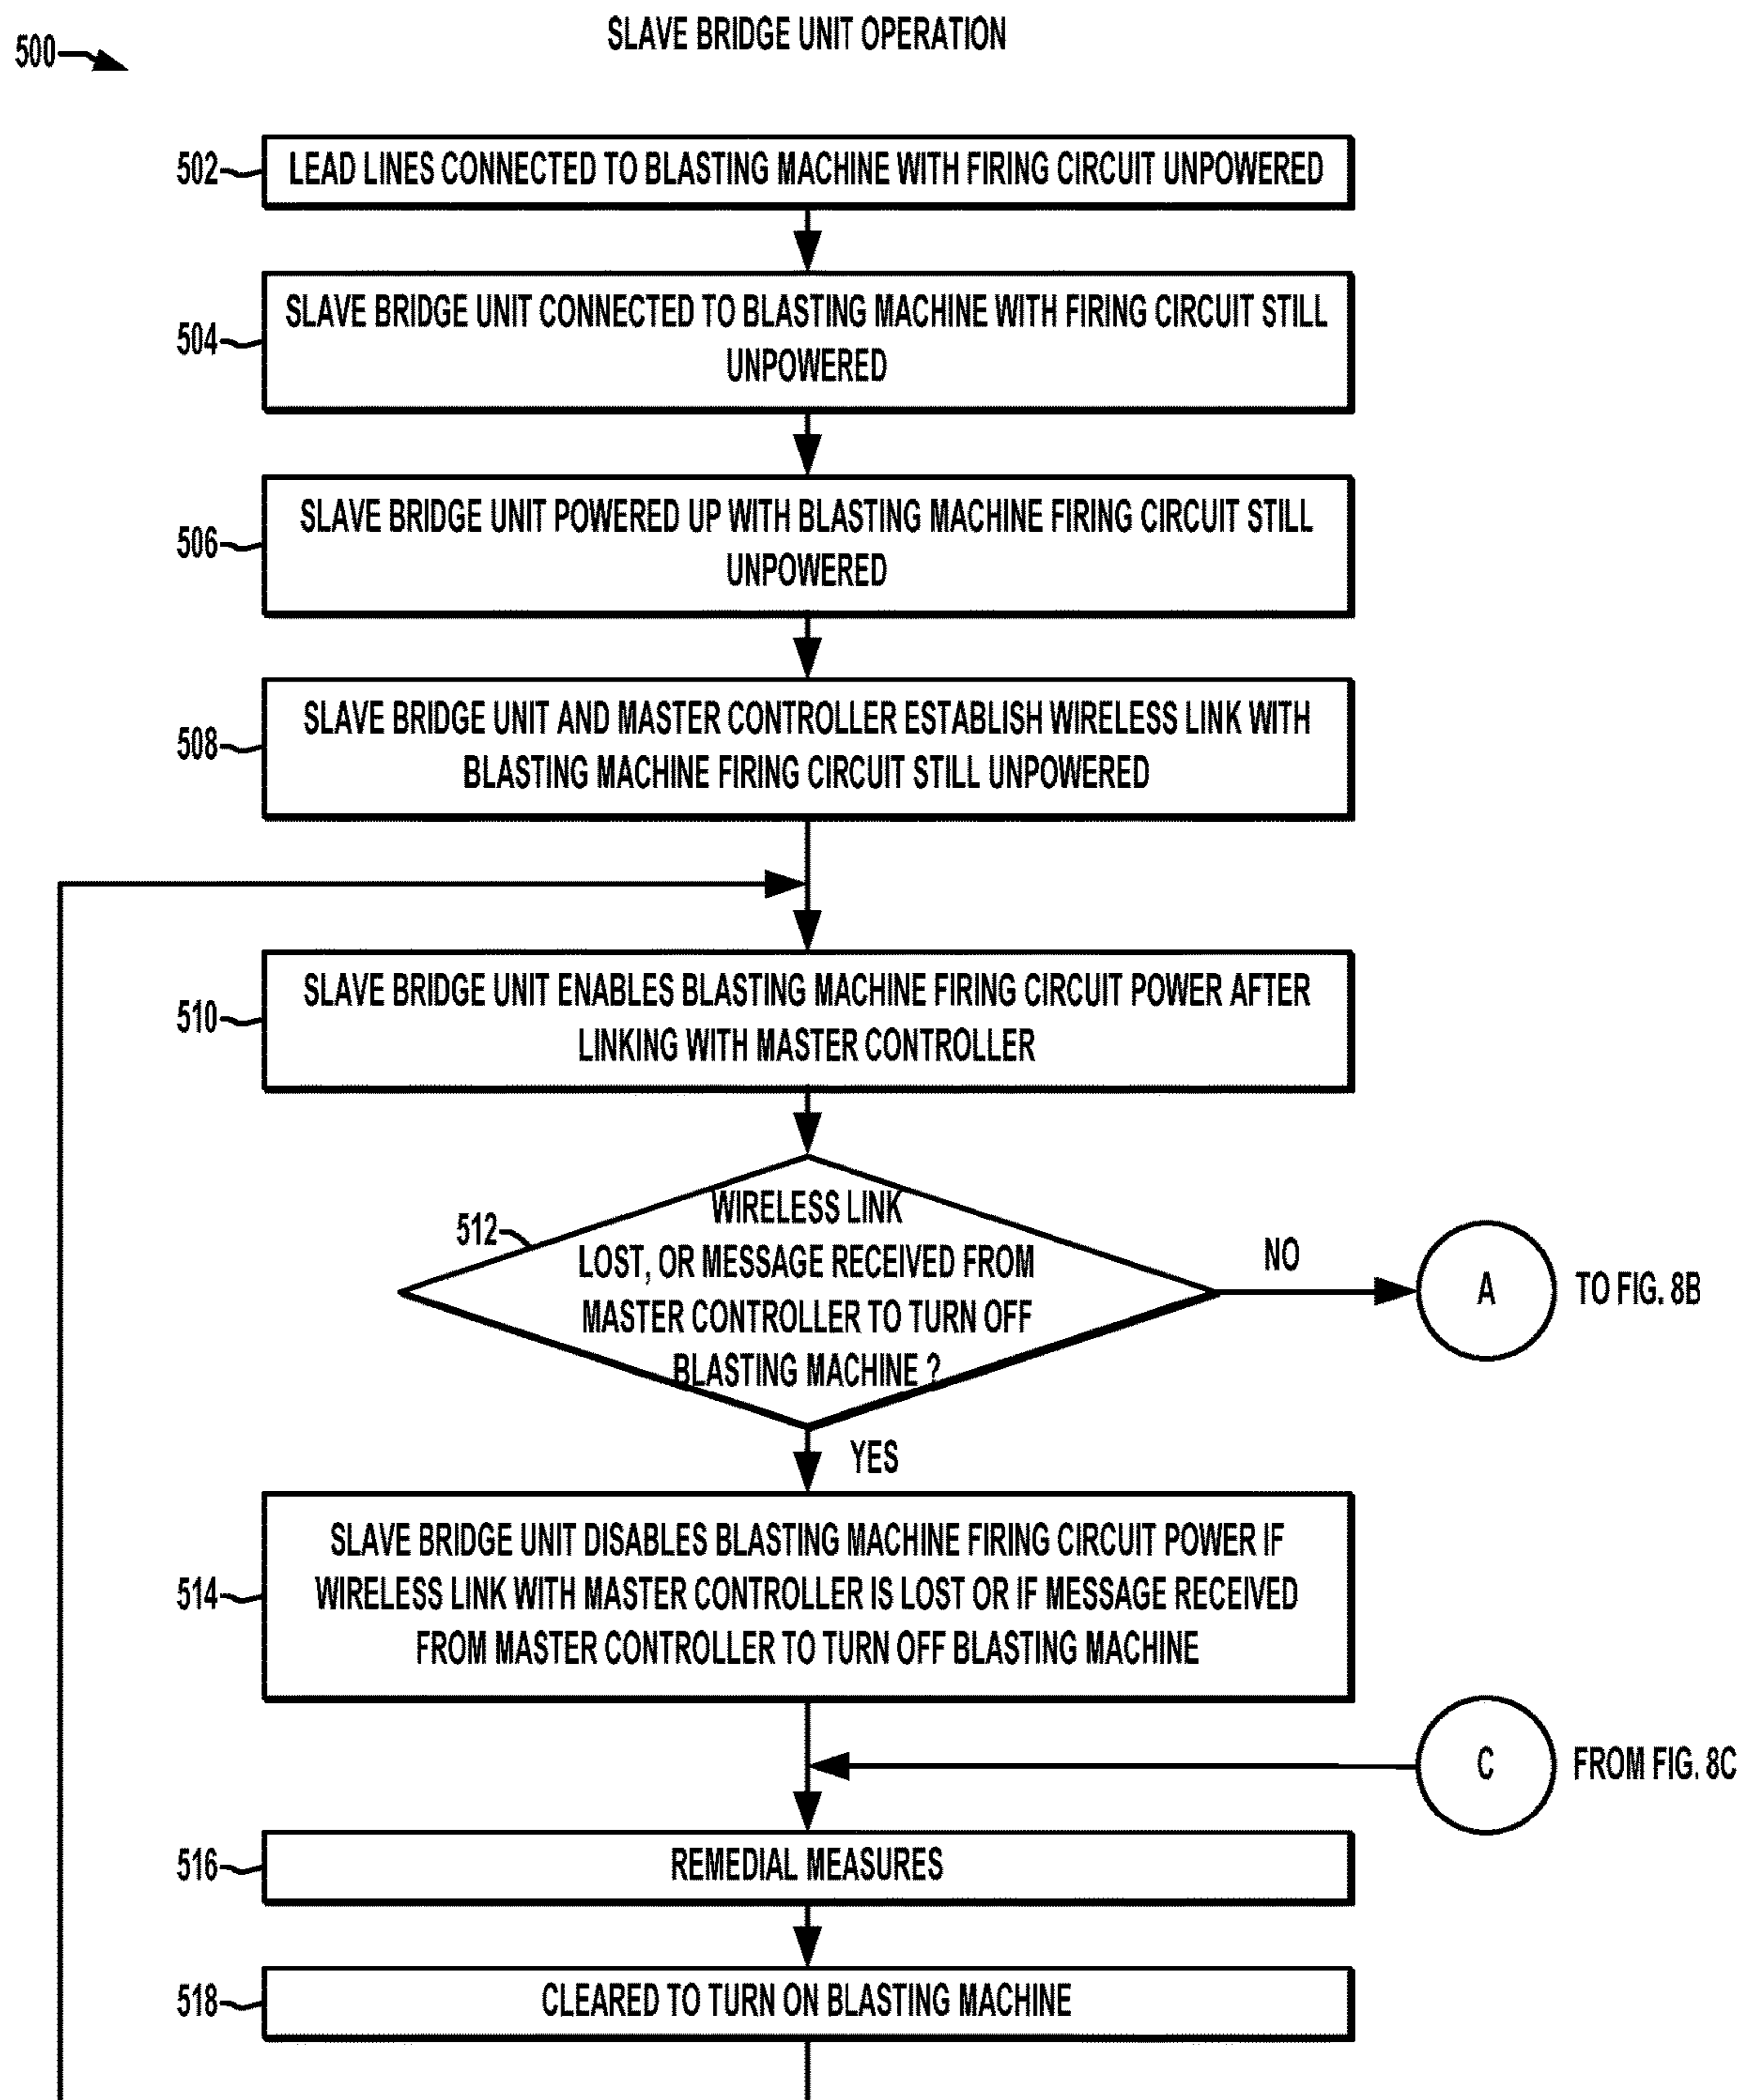 SLAVE BRIDGE UNIT OPERATION
500
502
LEAD LINES CONNECTED TO BLASTING MACHINE WITH FIRING CIRCUIT UNPOWERED
504
SLAVE BRIDGE UNIT CONNECTED TO BLASTING MACHINE WITH FIRING CIRCUIT STILL
UNPOWERED
506
SLAVE BRIDGE UNIT POWERED UP WITH BLASTING MACHINE FIRING CIRCUIT STILL
UNPOWERED
508
SLAVE BRIDGE UNIT AND MASTER CONTROLLER ESTABLISH WIRELESS LINK WITH
BLASTING MACHINE FIRING CIRCUIT STILL UNPOWERED
510
SLAVE BRIDGE UNIT ENABLES BLASTING MACHINE FIRING CIRCUIT POWER AFTER
LINKING WITH MASTER CONTROLLER
512
WIRELESS LINK
LOST, OR MESSAGE RECEIVED FROM
MASTER CONTROLLER TO TURN OFF
BLASTING MACHINE ?
NO
A
TO FIG. 8B
YES
514
SLAVE BRIDGE UNIT DISABLES BLASTING MACHINE FIRING CIRCUIT POWER IF
WIRELESS LINK WITH MASTER CONTROLLER IS LOST OR IF MESSAGE RECEIVED
FROM MASTER CONTROLLER TO TURN OFF BLASTING MACHINE
C
FROM FIG. 8C
516
REMEDIAL MEASURES
518
CLEARED TO TURN ON BLASTING MACHINE